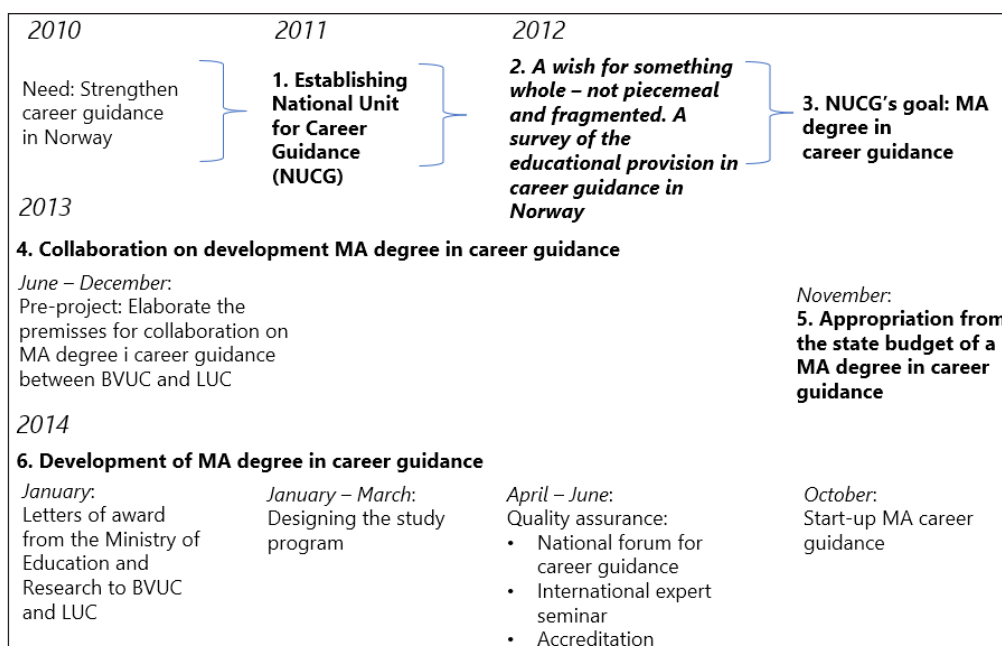 2010
2011
2012
Need: Strengthen
career guidance
in Norway
1. Establishing
National Unit
for Career
Guidance
(NUCG)
2. A wish for something
whole – not piecemeal
and fragmented. A
survey of the
educational provision in
career guidance in
Norway
3. NUCG's goal: MA
degree in
career guidance
2013
4. Collaboration on development MA degree in career guidance
June – December:
Pre-project: Elaborate the
premisses for collaboration on
MA degree i career guidance
between BVUC and LUC
November:
5. Appropriation from
the state budget of a
MA degree in career
guidance
2014
6. Development of MA degree in career guidance
January:
Letters of award
from the Ministry of
Education and
Research to BVUC
and LUC
January – March:
Designing the study
program
April – June:
Quality assurance:
• National forum for
career guidance
• International expert
seminar
• Accreditation
October:
Start-up MA career
guidance